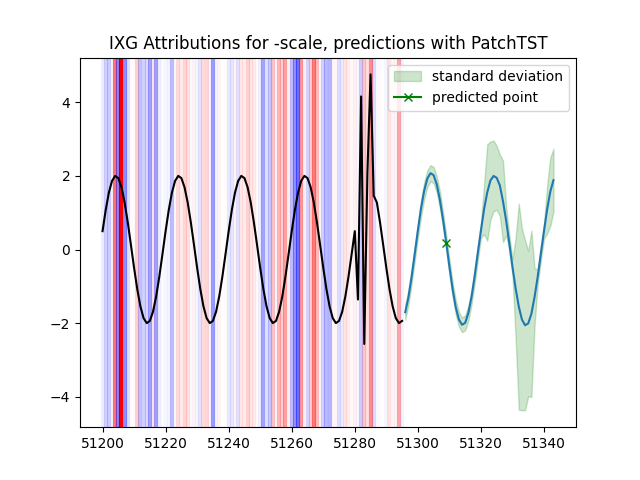 IXG Attributions for -scale, predictions with PatchTST
standard deviation
predicted point
4
2
0
−2
−4
51200 51220 51240 51260 51280 51300 51320 51340